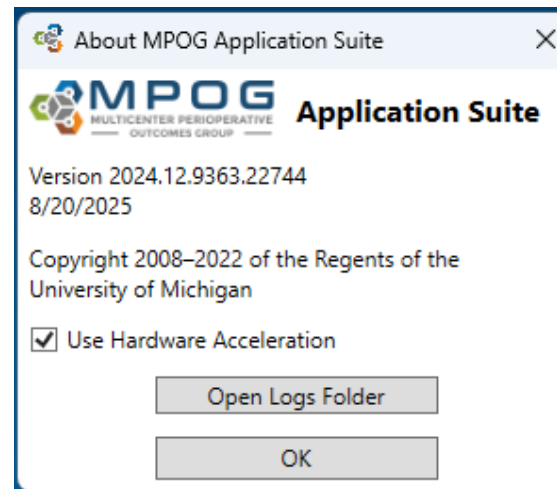 About MPOG Application Suite
MPOG
MULTICENTER PERIOPERATIVE
OUTCOMES GROUP
Application Suite
Version 2024.12.9363.22744
8/20/2025
Copyright 2008–2022 of the Regents of the
University of Michigan
Use Hardware Acceleration
Open Logs Folder
OK